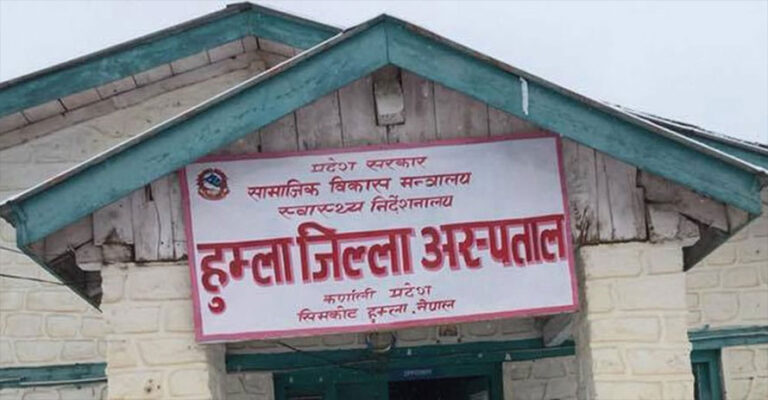 प्रदेश सरकार
सामाजिक विकास मन्त्रालय
स्वास्थ्य निर्देशनालय
हुम्ला जिल्ला अस्पताल
कर्णाली प्रदेश
सिमकोट हुम्ला, नेपाल